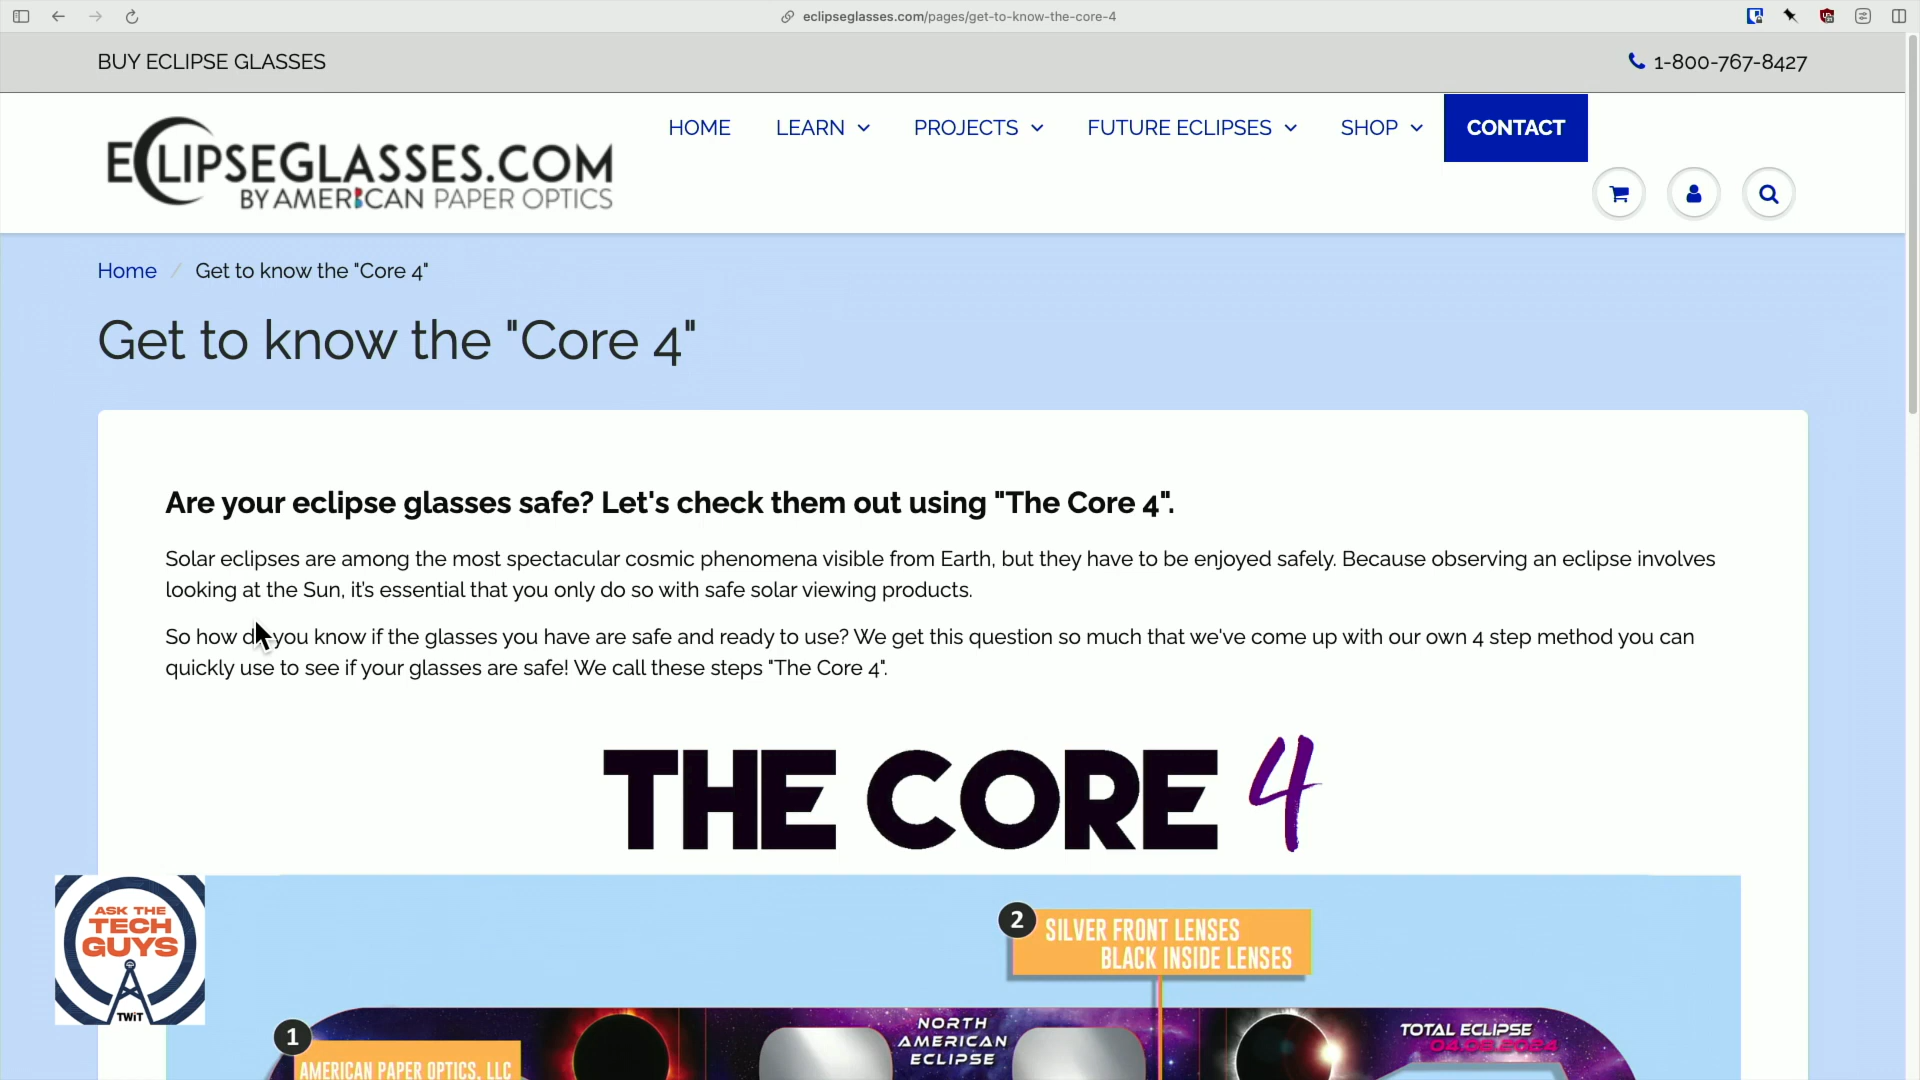 eclipseglasses.com/pages/get-to-know-the-core-4
BUY ECLIPSE GLASSES
1-800-767-8427
ECLIPSEGLASSES.COM
BY AMERICAN PAPER OPTICS
HOME
LEARN
PROJECTS
FUTURE ECLIPSES
SHOP
CONTACT
Home / Get to know the "Core 4"
Get to know the "Core 4"
Are your eclipse glasses safe? Let's check them out using "The Core 4".
Solar eclipses are among the most spectacular cosmic phenomena visible from Earth, but they have to be enjoyed safely. Because observing an eclipse involves
looking at the Sun, it's essential that you only do so with safe solar viewing products.
So how do you know if the glasses you have are safe and ready to use? We get this question so much that we've come up with our own 4 step method you can
quickly use to see if your glasses are safe! We call these steps "The Core 4".
THE CORE 4
ASK THE
TECH
GUYS
TWiT
2
SILVER FRONT LENSES
BLACK INSIDE LENSES
1
AMERICAN PAPER OPTICS, LLC
NORTH
AMERICAN
ECLIPSE
TOTAL ECLIPSE
04.08.2024